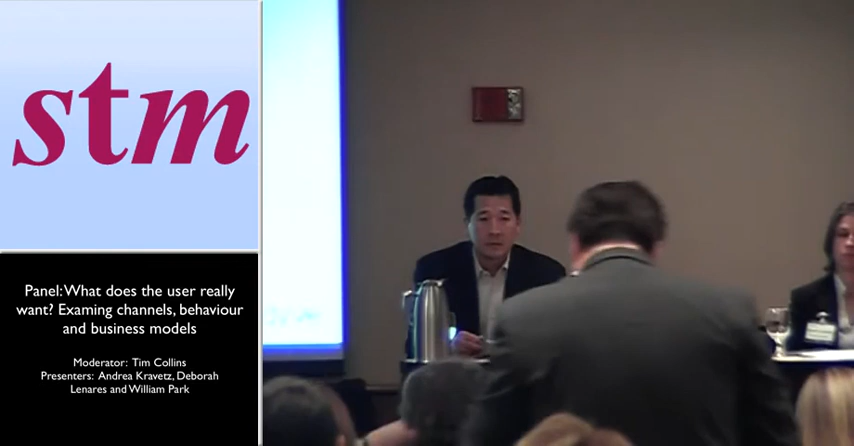 stm
Panel: What does the user really
want? Examing channels, behaviour
and business models
Moderator: Tim Collins
Presenters: Andrea Kravetz, Deborah
Lenares and William Park